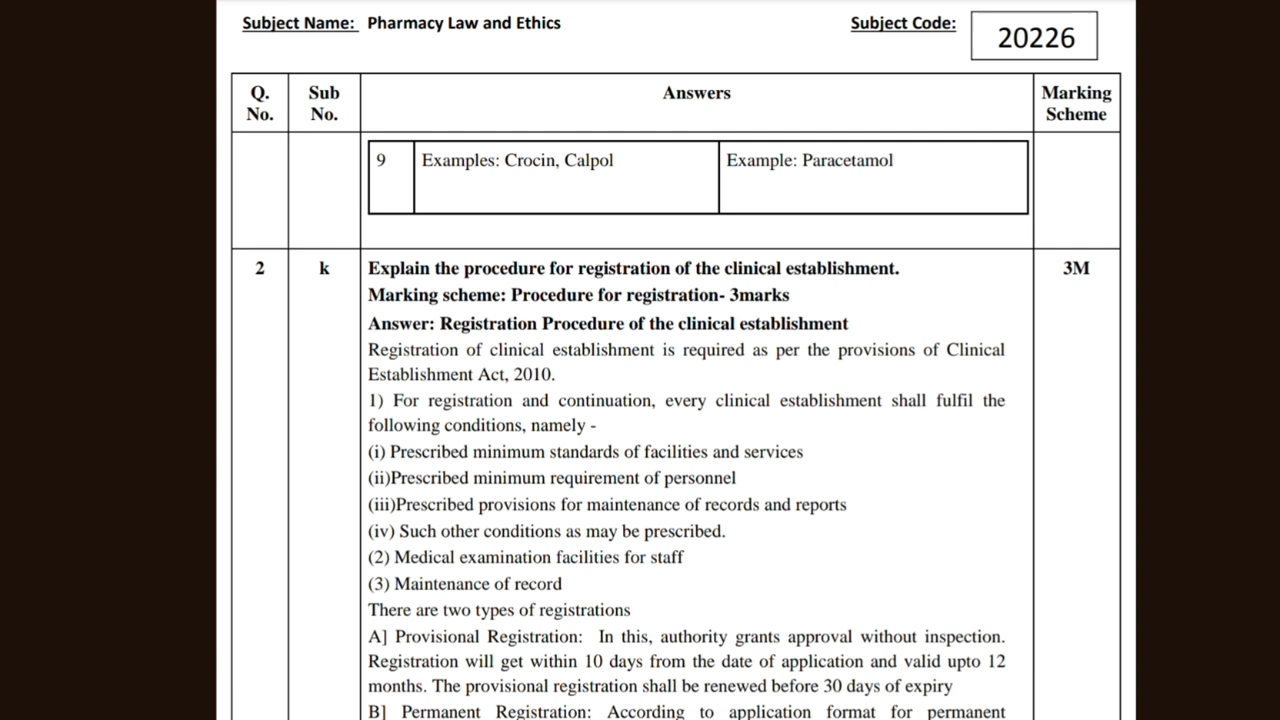 Subject Name: Pharmacy Law and Ethics Subject Code: 20226
Q. No. Sub No. Answers Marking Scheme
9 Examples: Crocin, Calpol Example: Paracetamol
2 k Explain the procedure for registration of the clinical establishment. 3M
Marking scheme: Procedure for registration- 3marks
Answer: Registration Procedure of the clinical establishment
Registration of clinical establishment is required as per the provisions of Clinical
Establishment Act, 2010.
1) For registration and continuation, every clinical establishment shall fulfil the
following conditions, namely -
(i) Prescribed minimum standards of facilities and services
(ii)Prescribed minimum requirement of personnel
(iii)Prescribed provisions for maintenance of records and reports
(iv) Such other conditions as may be prescribed.
(2) Medical examination facilities for staff
(3) Maintenance of record
There are two types of registrations
A] Provisional Registration: In this, authority grants approval without inspection.
Registration will get within 10 days from the date of application and valid upto 12
months. The provisional registration shall be renewed before 30 days of expiry
B] Permanent Registration: According to application format for permanent